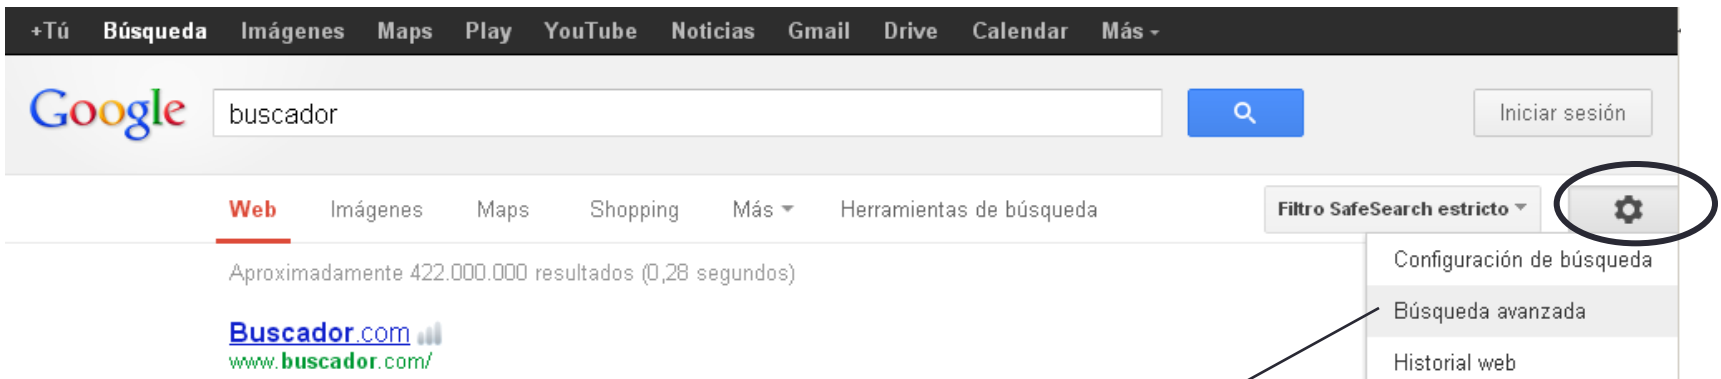 +Tú Búsqueda Imágenes Maps Play YouTube Noticias Gmail Drive Calendar Más
Google buscador Iniciar sesión
Web Imágenes Maps Shopping Más Herramientas de búsqueda Filtro SafeSearch estricto
Configuración de búsqueda
Aproximadamente 422.000.000 resultados (0,28 segundos)
Búsqueda avanzada
Buscador.com
www.buscador.com/
Historial web